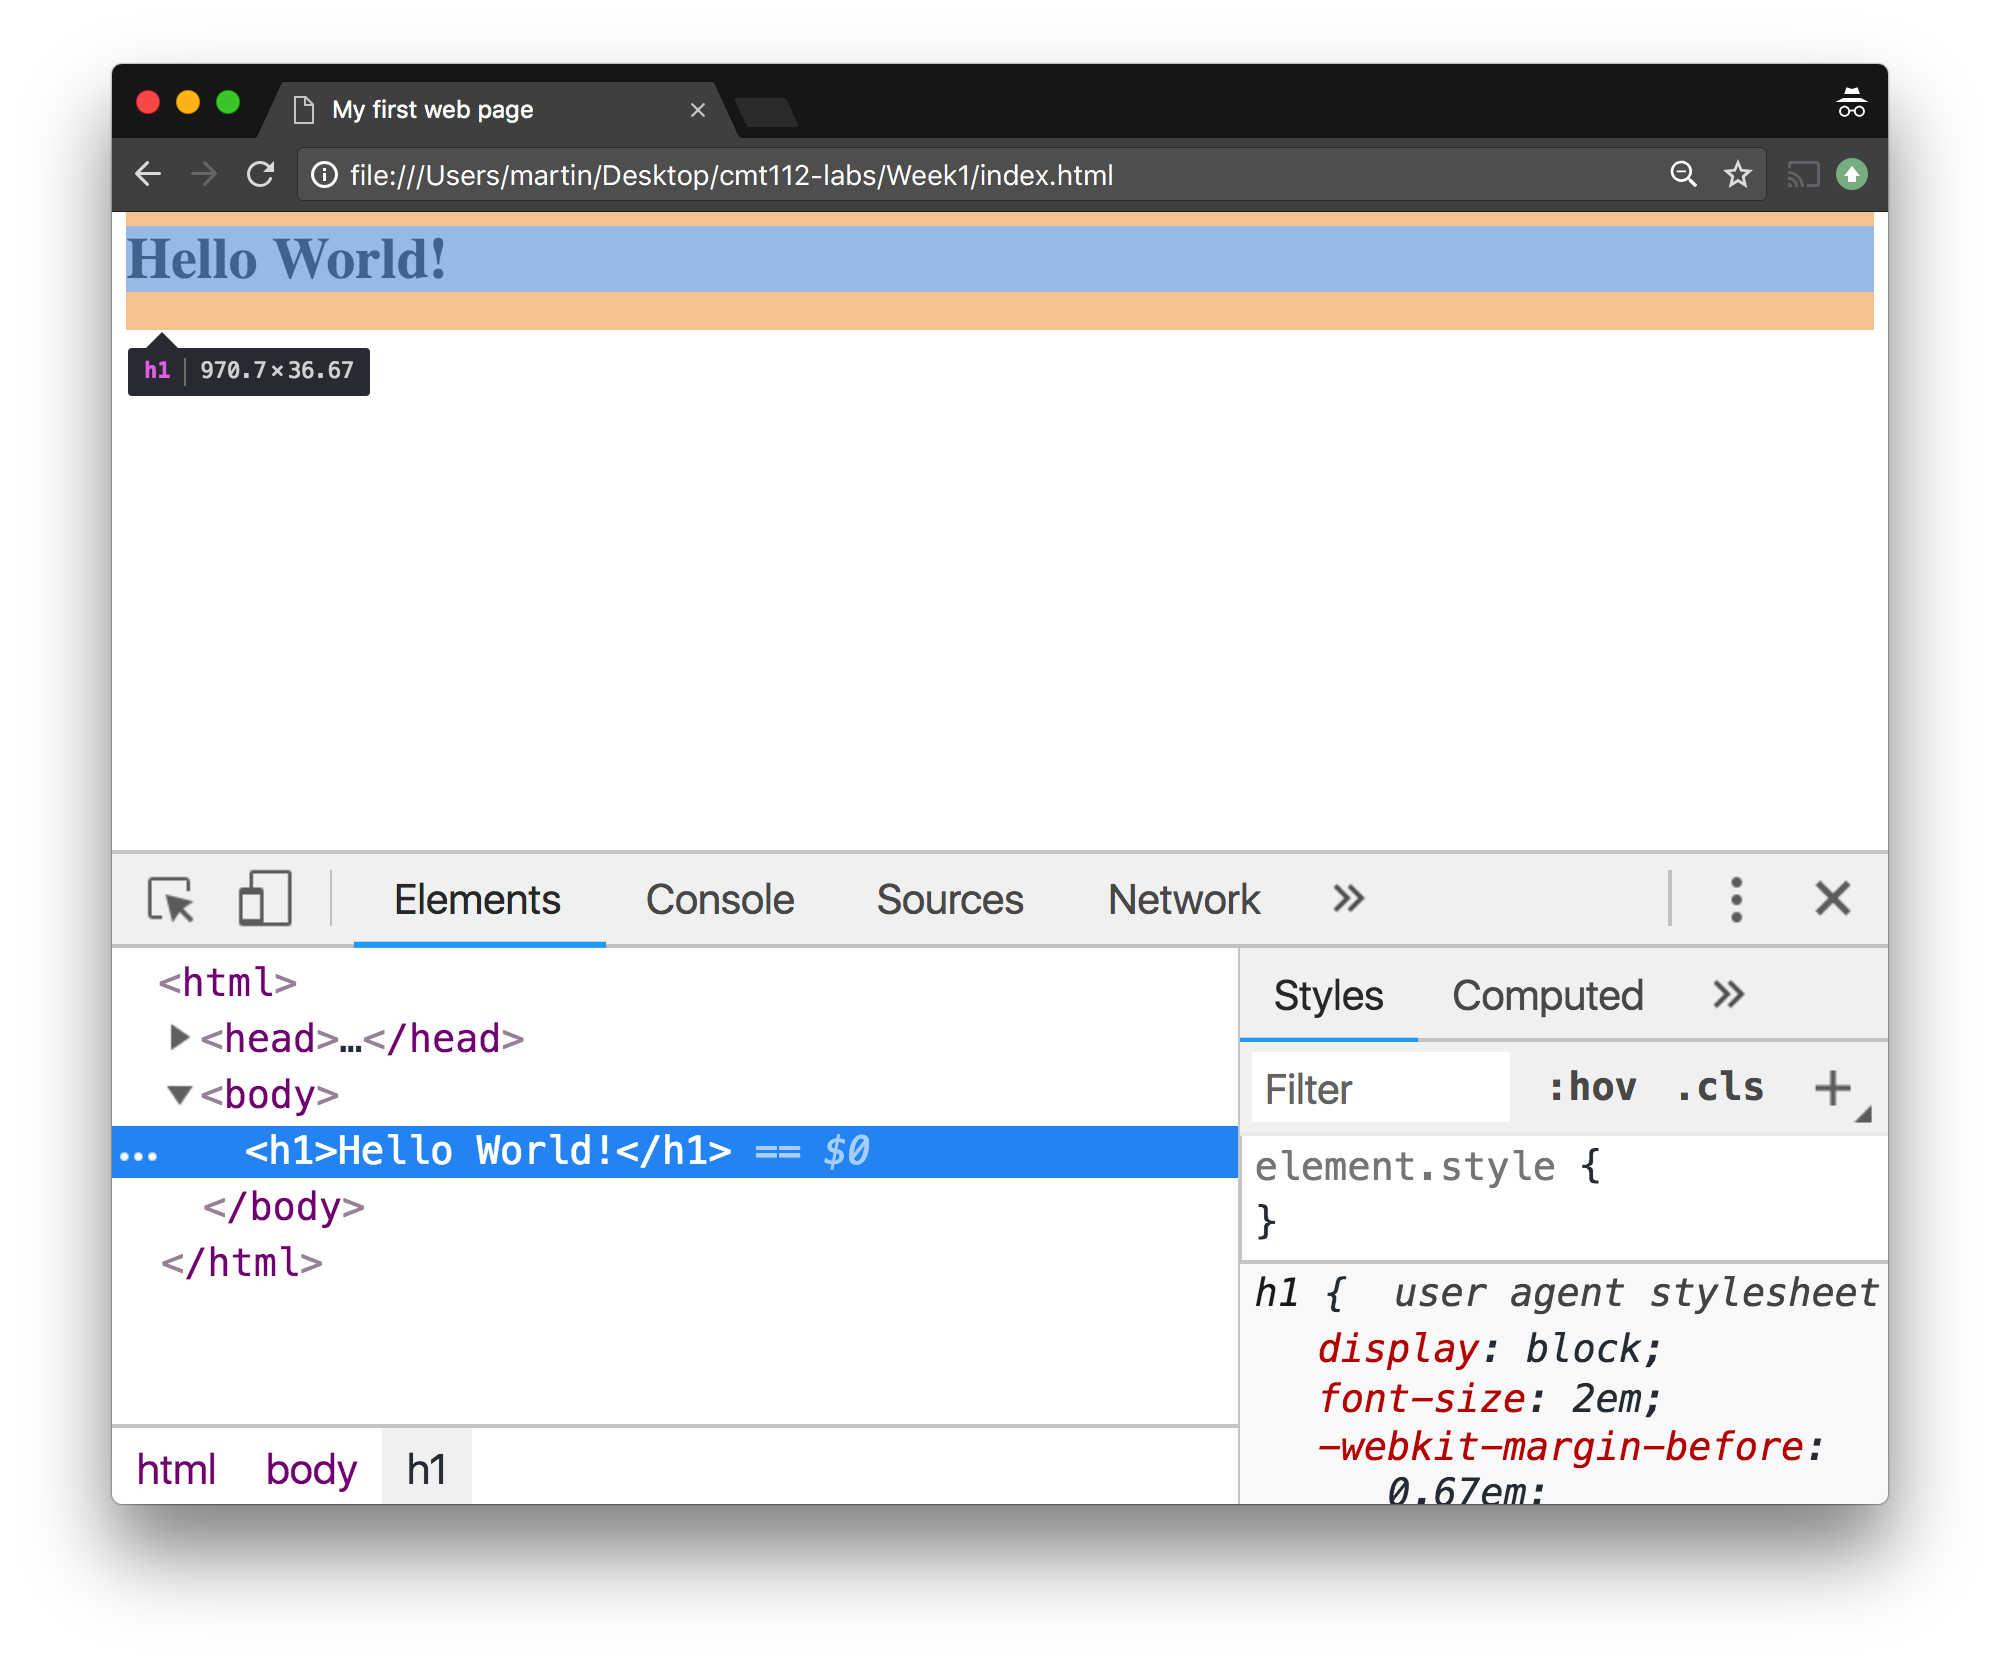 My first web page
file:///Users/martin/Desktop/cmt112-labs/Week1/index.html
Hello World!
h1 970.7×36.67
Elements Console Sources Network »
<html>
<head>…</head>
<body>
... <h1>Hello World!</h1> == $0
</body>
</html>
html body h1
Styles Computed »
Filter :hov .cls +
element.style {
}
h1 { user agent stylesheet
display: block;
font-size: 2em;
-webkit-margin-before:
0.67em;